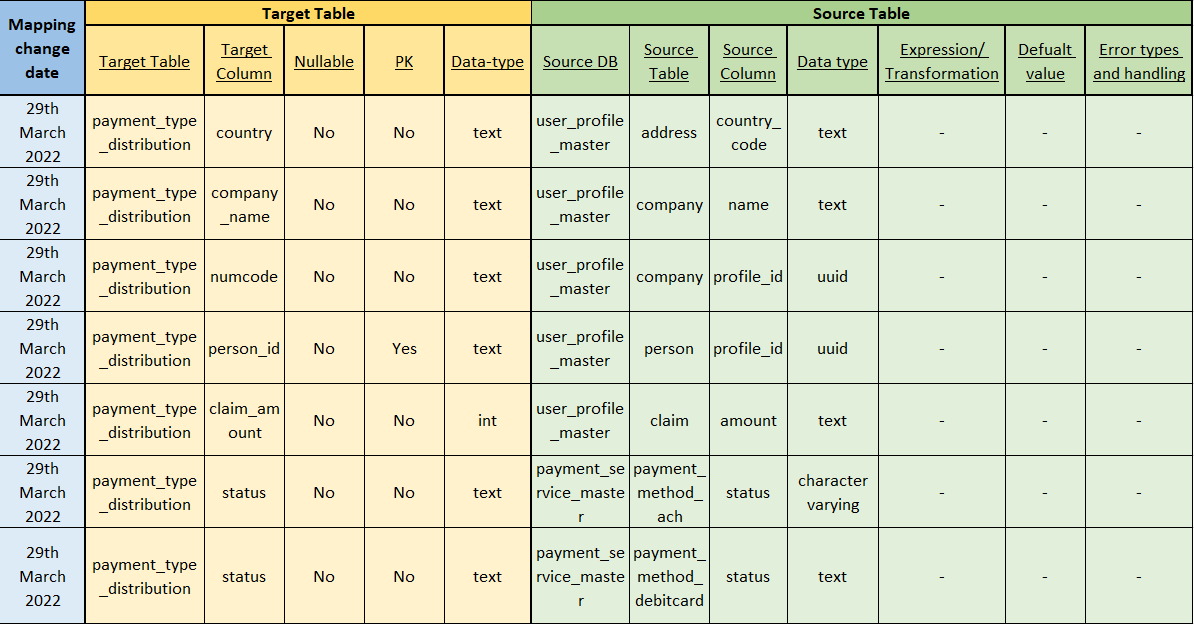 Mapping change date | Target Table | Source Table
Target Table | Target Column | Nullable | PK | Data-type | Source DB | Source Table | Source Column | Data type | Expression/ Transformation | Defualt value | Error types and handling
29th March 2022 | payment_type_distribution | country | No | No | text | user_profile_master | address | country_code | text | - | - | -
29th March 2022 | payment_type_distribution | company_name | No | No | text | user_profile_master | company | name | text | - | - | -
29th March 2022 | payment_type_distribution | numcode | No | No | text | user_profile_master | company | profile_id | uuid | - | - | -
29th March 2022 | payment_type_distribution | person_id | No | Yes | text | user_profile_master | person | profile_id | uuid | - | - | -
29th March 2022 | payment_type_distribution | claim_amount | No | No | int | user_profile_master | claim | amount | text | - | - | -
29th March 2022 | payment_type_distribution | status | No | No | text | payment_service_master | payment_method_ach | status | character varying | - | - | -
29th March 2022 | payment_type_distribution | status | No | No | text | payment_service_master | payment_method_debitcard | status | text | - | - | -